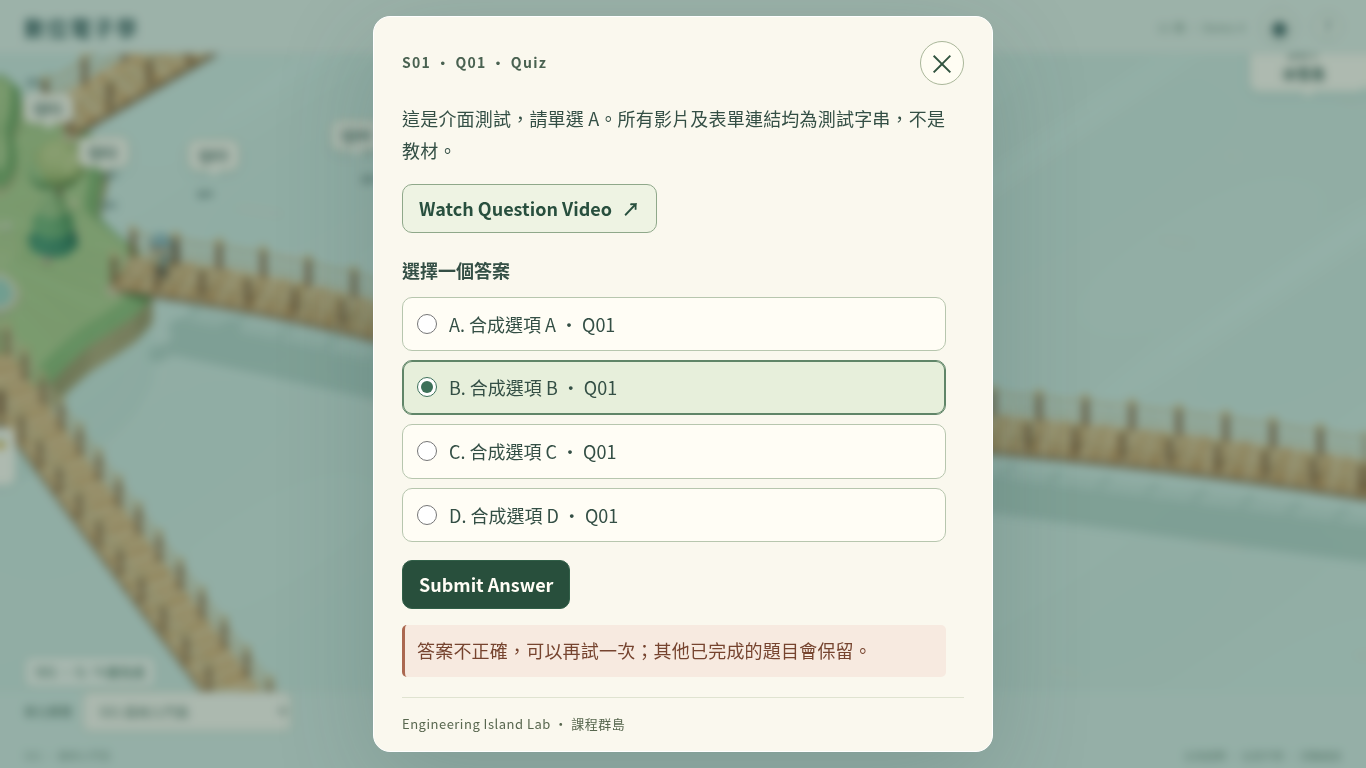 S01 • Q01 • Quiz
這是介面測試，請單選 A。所有影片及表單連結均為測試字串，不是
教材。
Watch Question Video ↗
選擇一個答案
A. 合成選項 A • Q01
B. 合成選項 B • Q01
C. 合成選項 C • Q01
D. 合成選項 D • Q01
Submit Answer
答案不正確，可以再試一次；其他已完成的題目會保留。
Engineering Island Lab • 課程群島